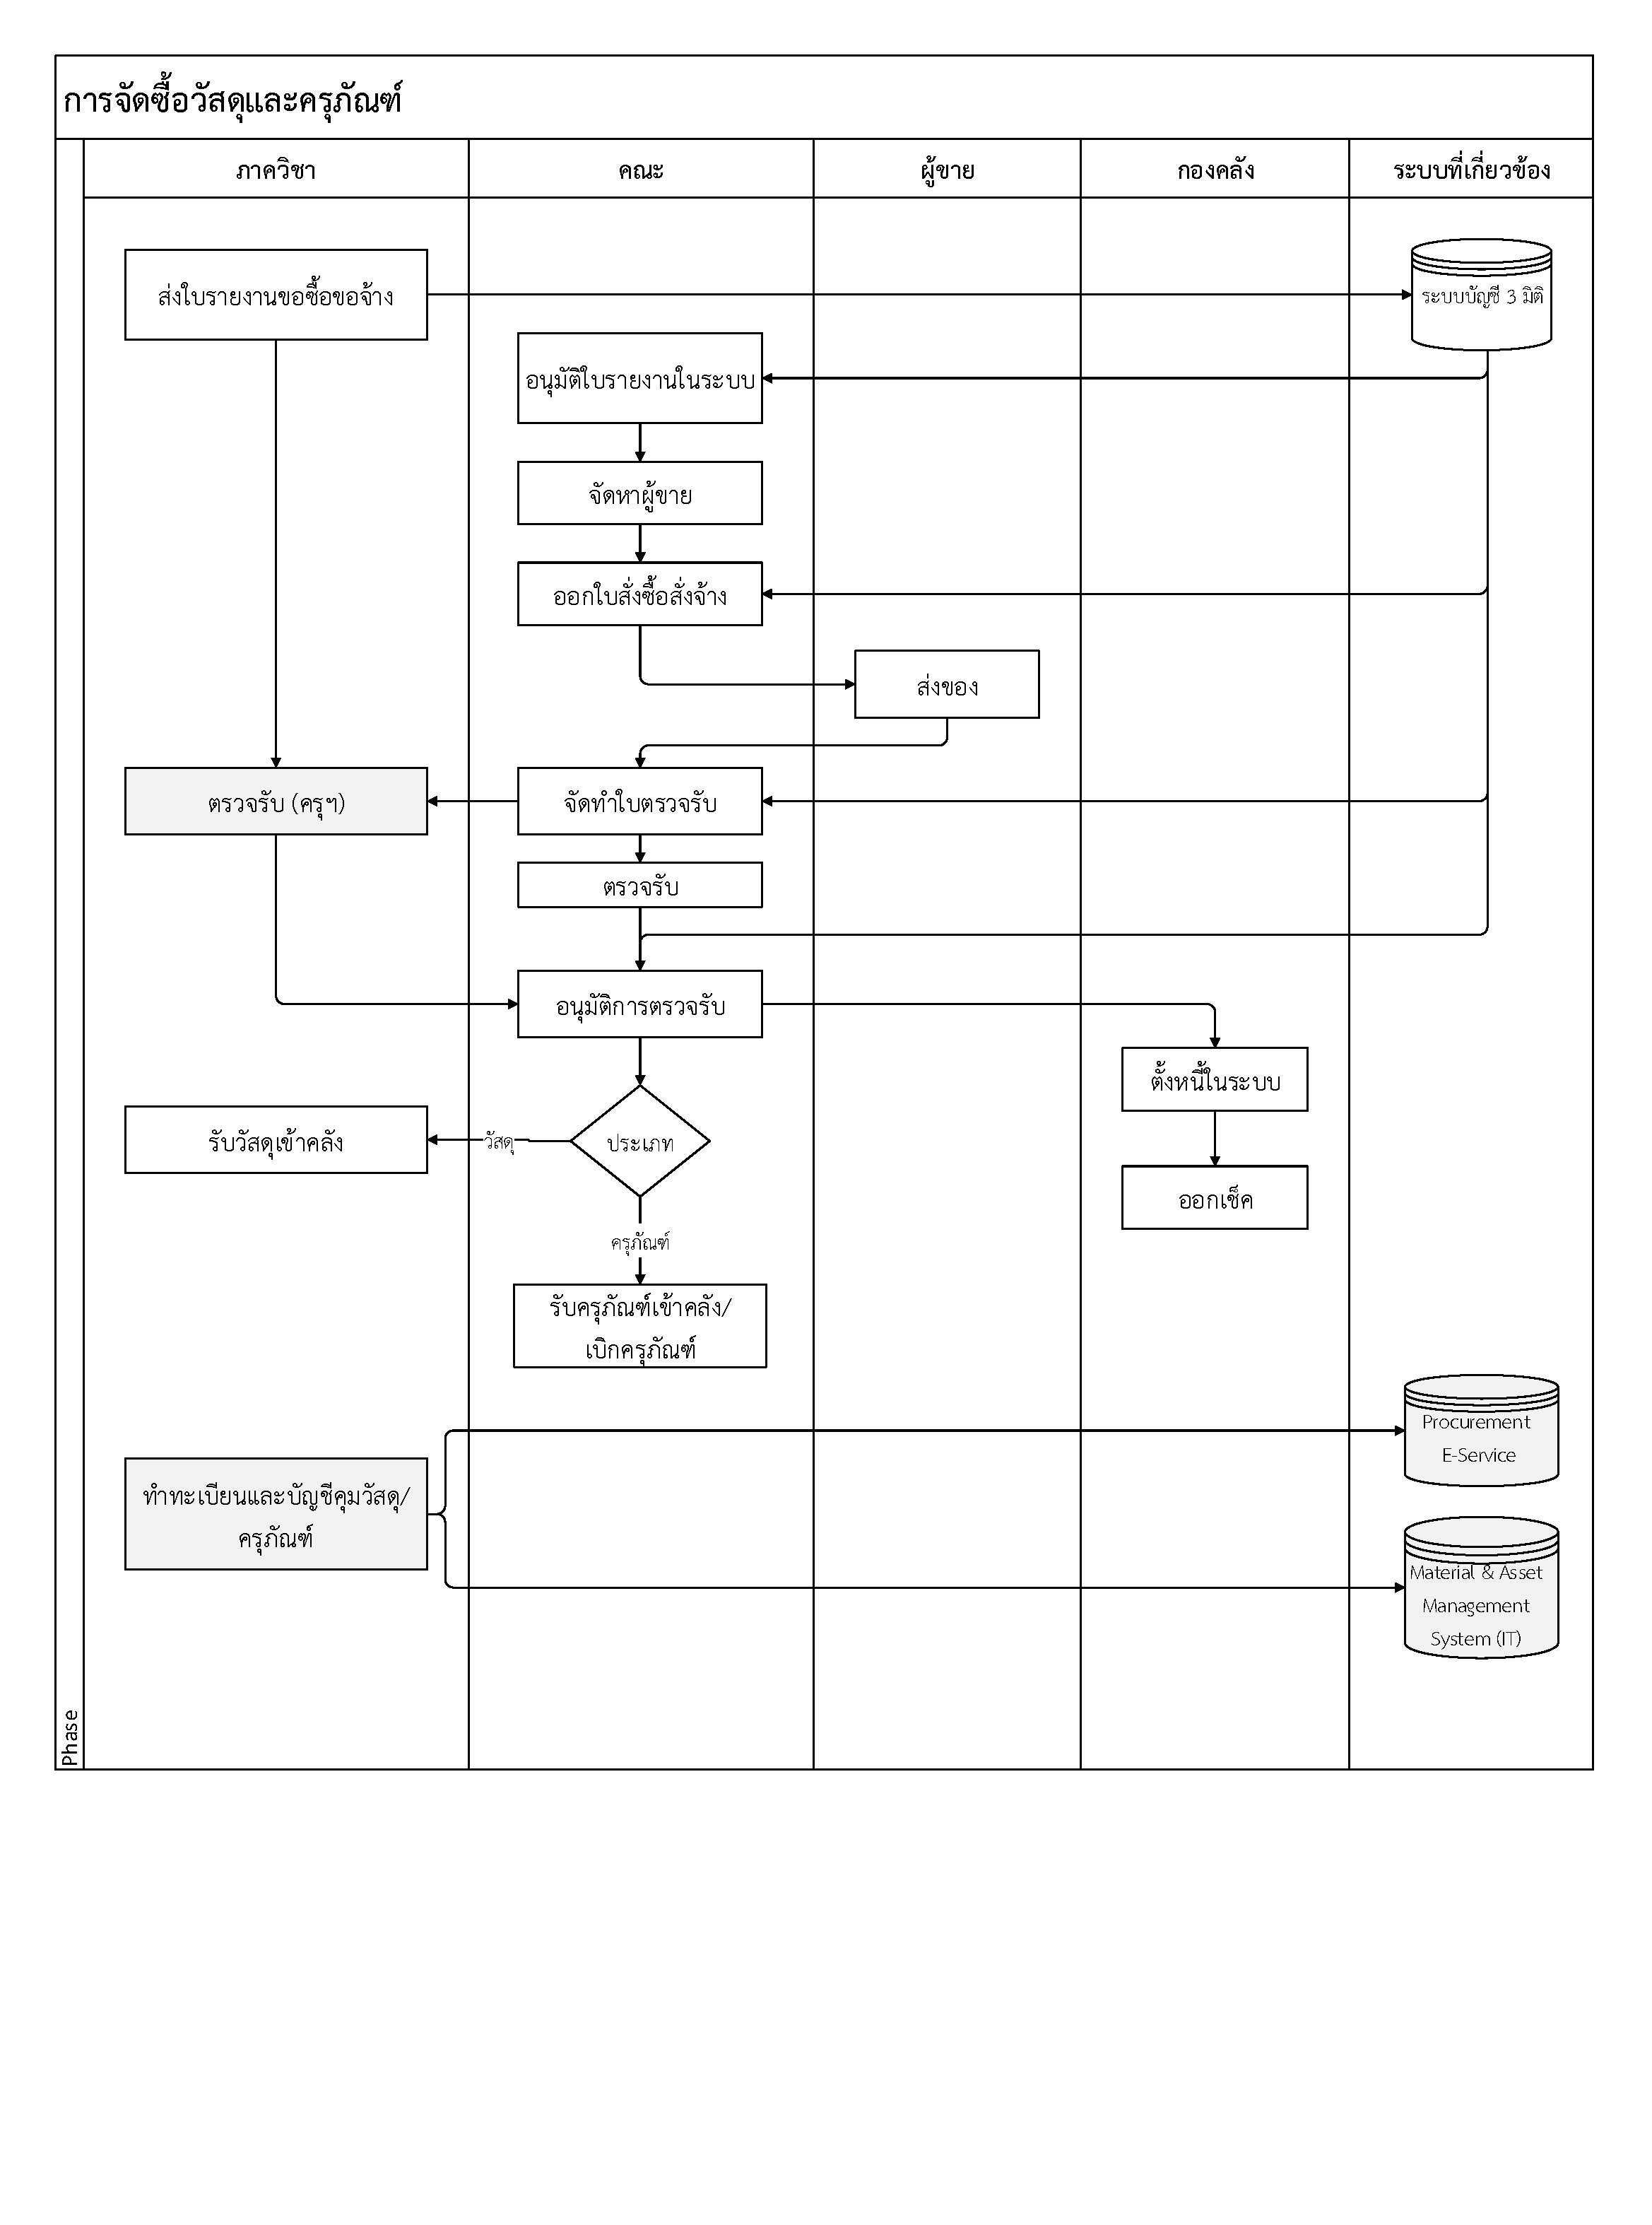 การจัดซื้อวัสดุและครุภัณฑ์
ภาควิชา
คณะ
ผู้ขาย
กองคลัง
ระบบที่เกี่ยวข้อง
ส่งใบรายงานขอซื้อขอจ้าง
ระบบบัญชี 3 มิติ
อนุมัติใบรายงานในระบบ
จัดหาผู้ขาย
ออกใบสั่งซื้อสั่งจ้าง
ส่งของ
ตรวจรับ (ครุฯ)
จัดทำใบตรวจรับ
ตรวจรับ
อนุมัติการตรวจรับ
ตั้งหนี้ในระบบ
รับวัสดุเข้าคลัง
วัสดุ
ประเภท
ออกเช็ค
ครุภัณฑ์
รับครุภัณฑ์เข้าคลัง/
เบิกครุภัณฑ์
Procurement
E-Service
ทำทะเบียนและบัญชีคุมวัสดุ/
ครุภัณฑ์
Material & Asset
Management
System (IT)
Phase